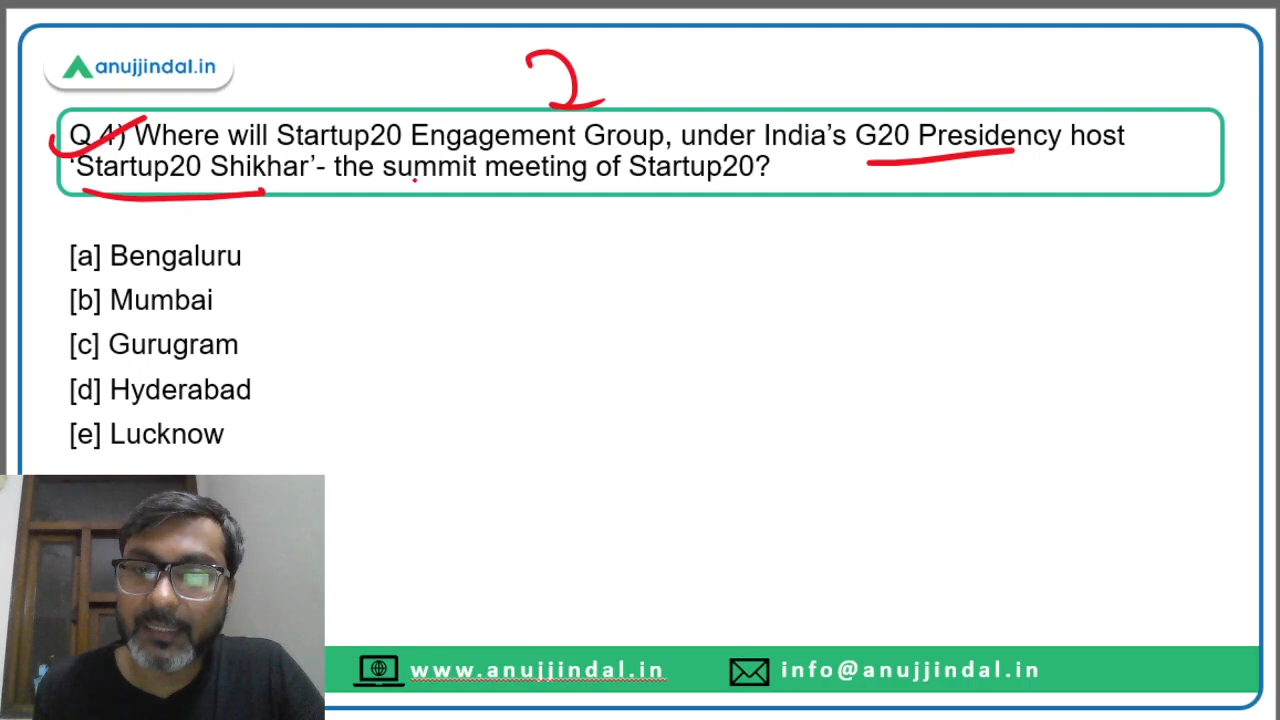 anujjindal.in
2
Q.4) Where will Startup20 Engagement Group, under India’s G20 Presidency host
‘Startup20 Shikhar’- the summit meeting of Startup20?
[a] Bengaluru
[b] Mumbai
[c] Gurugram
[d] Hyderabad
[e] Lucknow
www.anujjindal.in
info@anujjindal.in